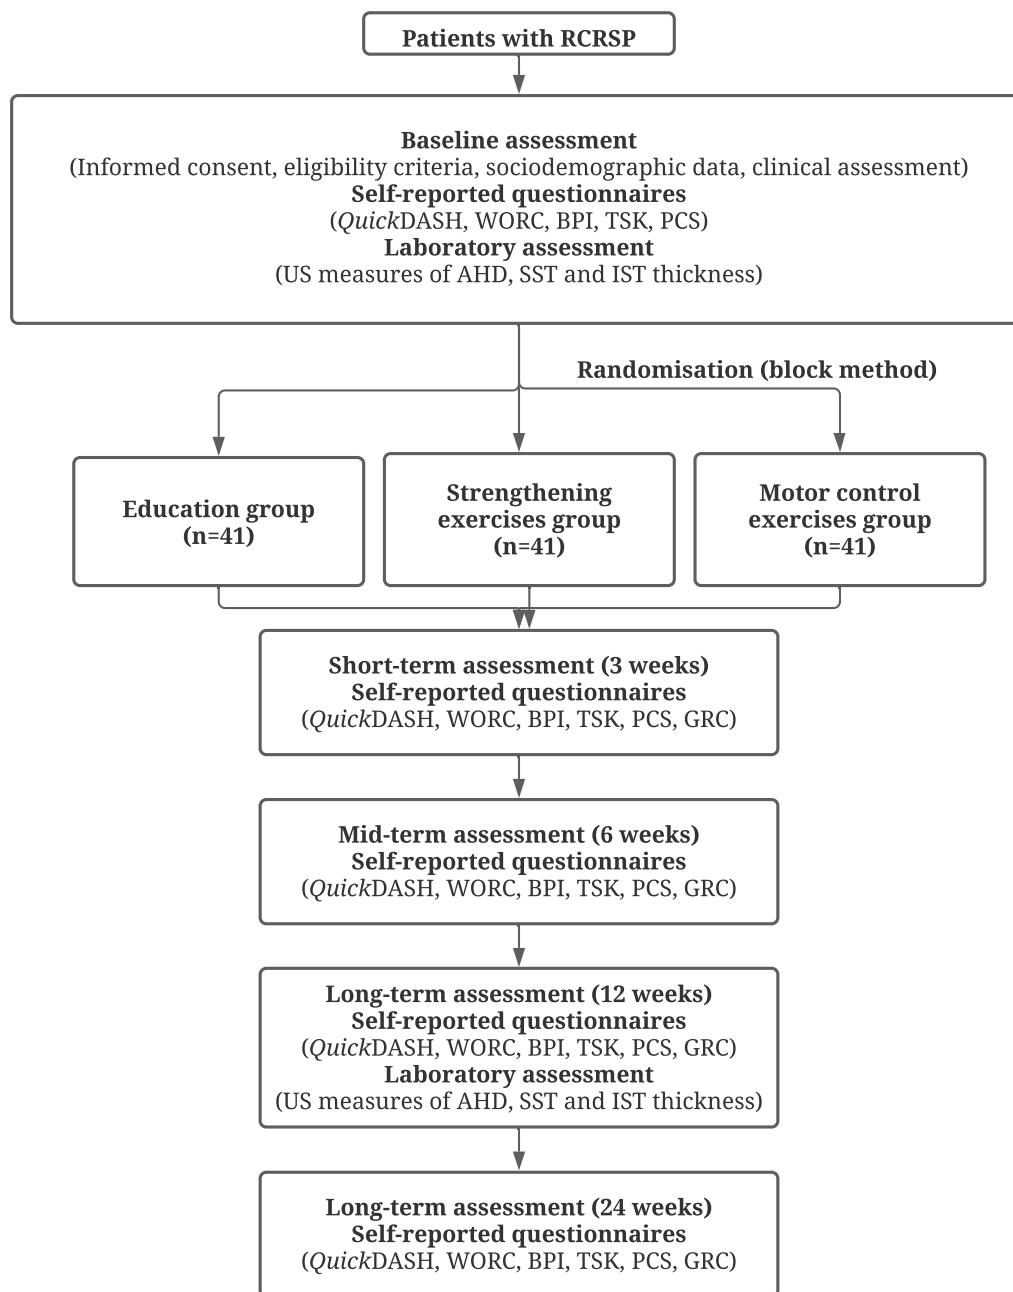 Patients with RCRSP
Baseline assessment
(Informed consent, eligibility criteria, sociodemographic data, clinical assessment)
Self-reported questionnaires
(QuickDASH, WORC, BPI, TSK, PCS)
Laboratory assessment
(US measures of AHD, SST and IST thickness)
Randomisation (block method)
Education group
(n=41)
Strengthening
exercises group
(n=41)
Motor control
exercises group
(n=41)
Short-term assessment (3 weeks)
Self-reported questionnaires
(QuickDASH, WORC, BPI, TSK, PCS, GRC)
Mid-term assessment (6 weeks)
Self-reported questionnaires
(QuickDASH, WORC, BPI, TSK, PCS, GRC)
Long-term assessment (12 weeks)
Self-reported questionnaires
(QuickDASH, WORC, BPI, TSK, PCS, GRC)
Laboratory assessment
(US measures of AHD, SST and IST thickness)
Long-term assessment (24 weeks)
Self-reported questionnaires
(QuickDASH, WORC, BPI, TSK, PCS, GRC)